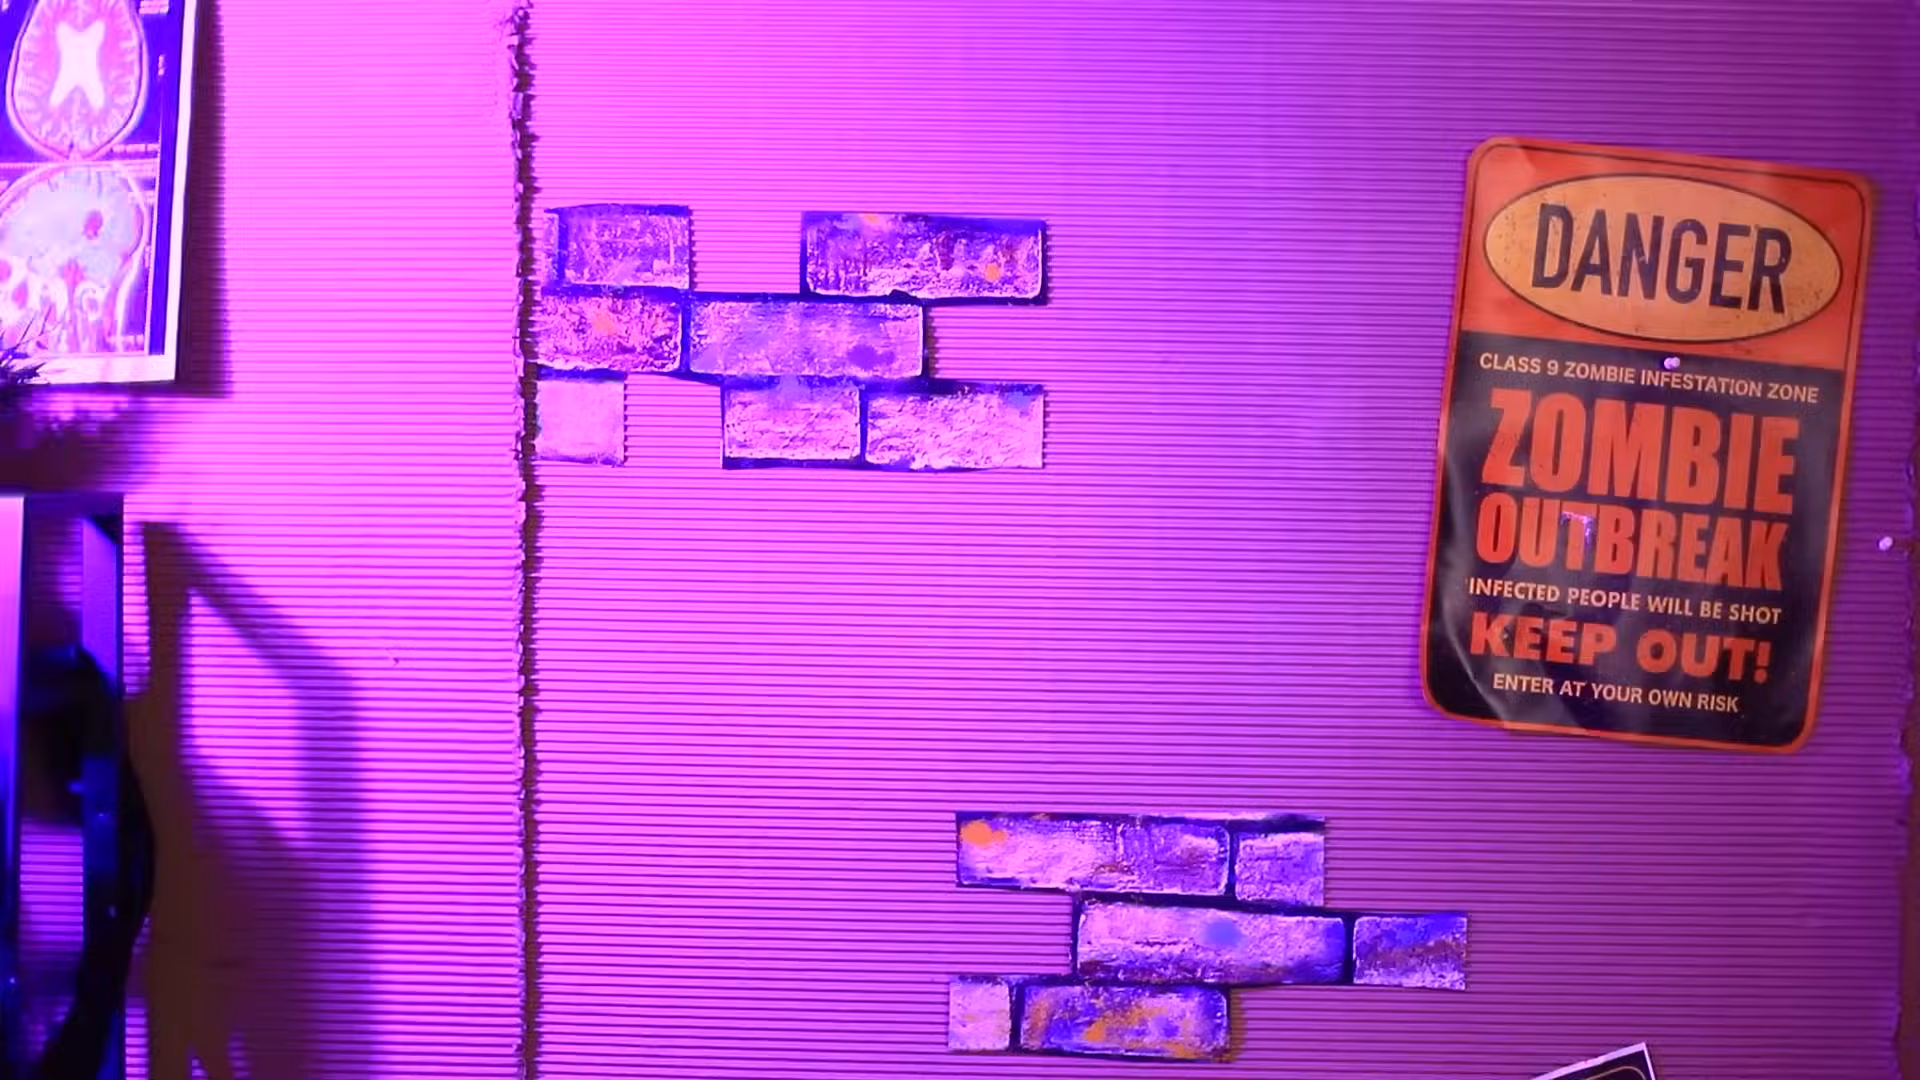 DANGER
CLASS 9 ZOMBIE INFESTATION ZONE
ZOMBIE
OUTBREAK
INFECTED PEOPLE WILL BE SHOT
KEEP OUT!
ENTER AT YOUR OWN RISK